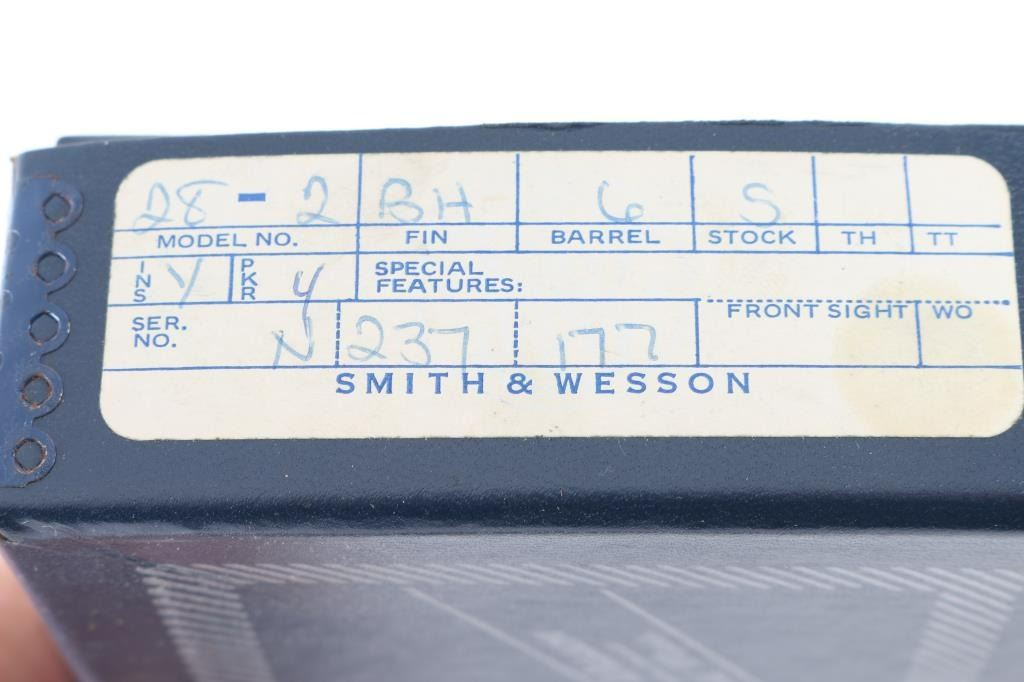 28-2 BH 6 S
MODEL NO. FIN BARREL STOCK TH TT
INS Y PKR 4 SPECIAL
FEATURES:
SER. NO. N 237 177 FRONT SIGHT WO
SMITH & WESSON